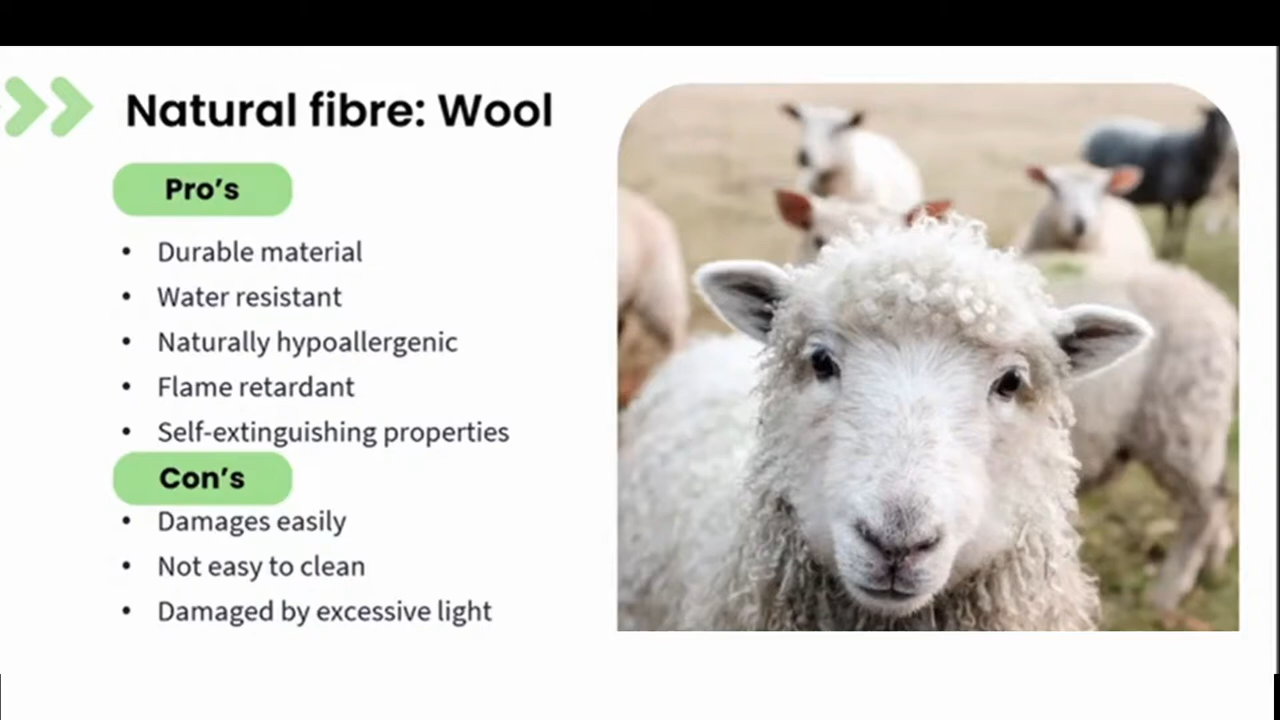 Natural fibre: Wool
Pro's
• Durable material
• Water resistant
• Naturally hypoallergenic
• Flame retardant
• Self-extinguishing properties
Con's
• Damages easily
• Not easy to clean
• Damaged by excessive light